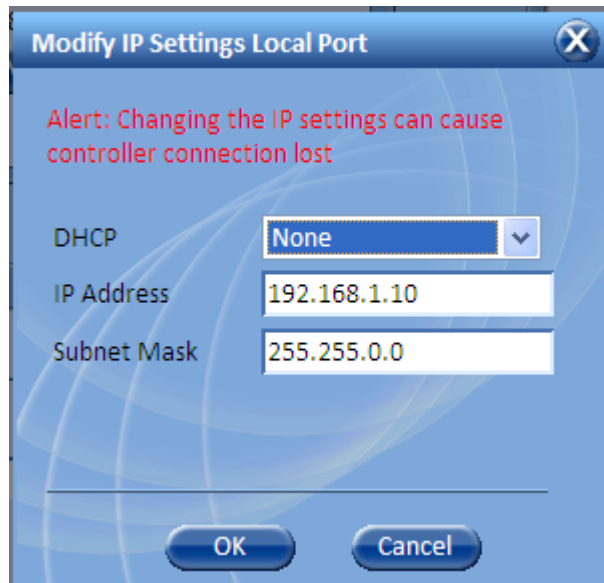 Modify IP Settings Local Port
Alert: Changing the IP settings can cause
controller connection lost
DHCP None
IP Address 192.168.1.10
Subnet Mask 255.255.0.0
OK Cancel